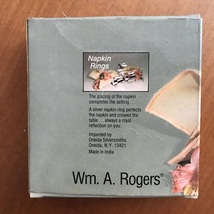 Napkin
Rings
The placing of the napkin
completes the setting
A silver napkin ring perfects
the napkin and crowns the
table . . . always a royal
reflection on you.
Imported by
Oneida Silversmiths
Oneida, N.Y. 13421
Made in India
Wm. A. Rogers®